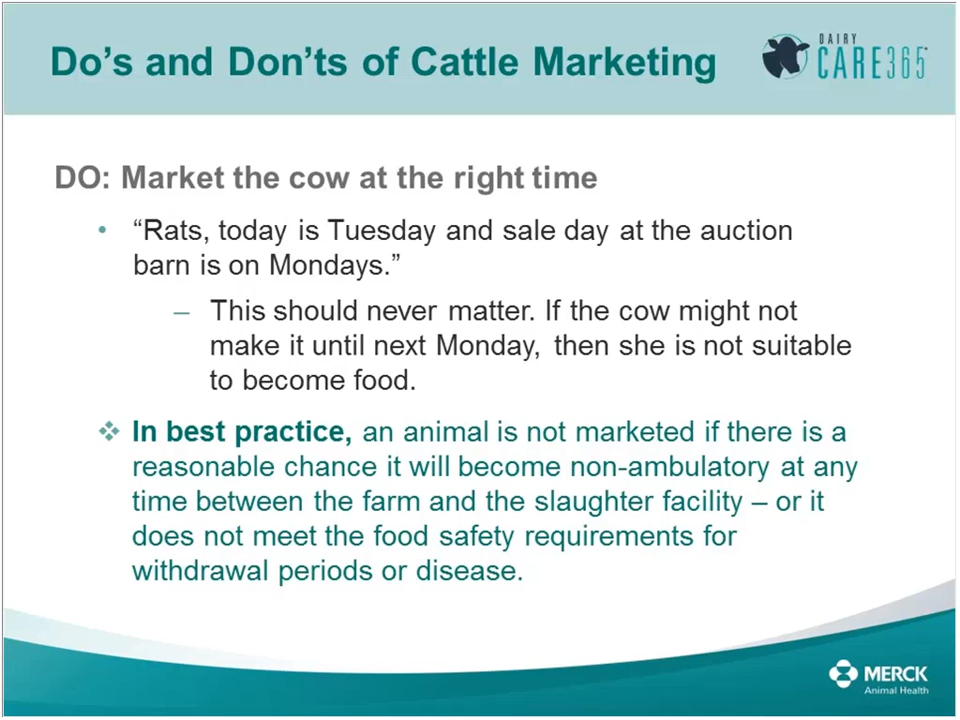 Do's and Don'ts of Cattle Marketing
DAIRY
CARE365
DO: Market the cow at the right time
• “Rats, today is Tuesday and sale day at the auction
barn is on Mondays.”
– This should never matter. If the cow might not
make it until next Monday, then she is not suitable
to become food.
❖ In best practice, an animal is not marketed if there is a
reasonable chance it will become non-ambulatory at any
time between the farm and the slaughter facility – or it
does not meet the food safety requirements for
withdrawal periods or disease.
MERCK
Animal Health